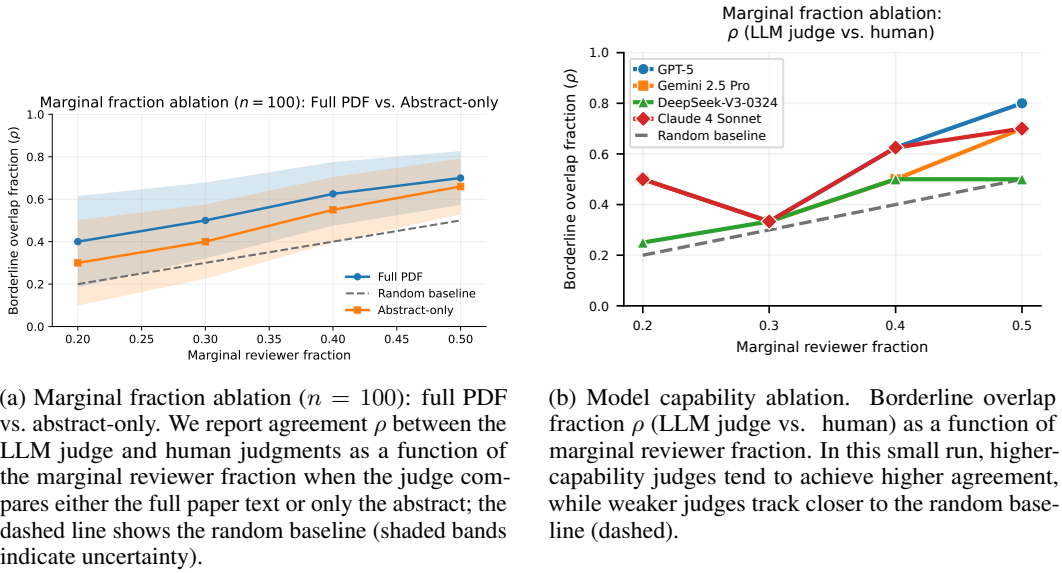 Marginal fraction ablation (n = 100): Full PDF vs. Abstract-only
1.0
0.8
0.6
0.4
0.2
0.0
Borderline overlap fraction (ρ)
Full PDF
Random baseline
Abstract-only
0.20 0.25 0.30 0.35 0.40 0.45 0.50
Marginal reviewer fraction
(a) Marginal fraction ablation (n = 100): full PDF
vs. abstract-only. We report agreement ρ between the
LLM judge and human judgments as a function of
the marginal reviewer fraction when the judge com-
pares either the full paper text or only the abstract; the
dashed line shows the random baseline (shaded bands
indicate uncertainty).
Marginal fraction ablation:
ρ (LLM judge vs. human)
1.0
0.8
0.6
0.4
0.2
0.0
Borderline overlap fraction (ρ)
GPT-5
Gemini 2.5 Pro
DeepSeek-V3-0324
Claude 4 Sonnet
Random baseline
0.2 0.3 0.4 0.5
Marginal reviewer fraction
(b) Model capability ablation. Borderline overlap
fraction ρ (LLM judge vs. human) as a function of
marginal reviewer fraction. In this small run, higher-
capability judges tend to achieve higher agreement,
while weaker judges track closer to the random base-
line (dashed).